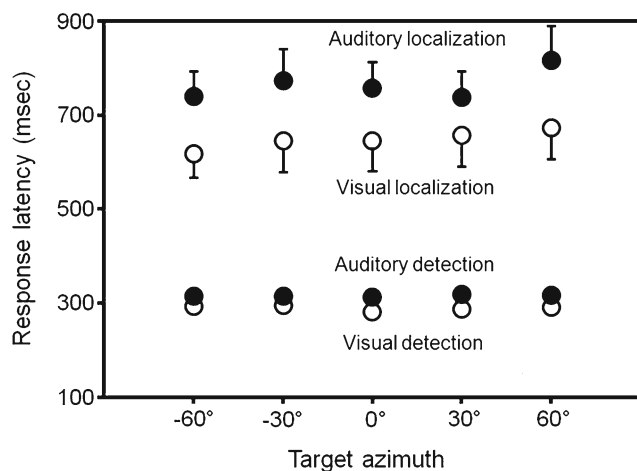 900
Auditory localization
700
Visual localization
500
Auditory detection
300
Visual detection
100
Response latency (msec)
-60° -30° 0° 30° 60°
Target azimuth